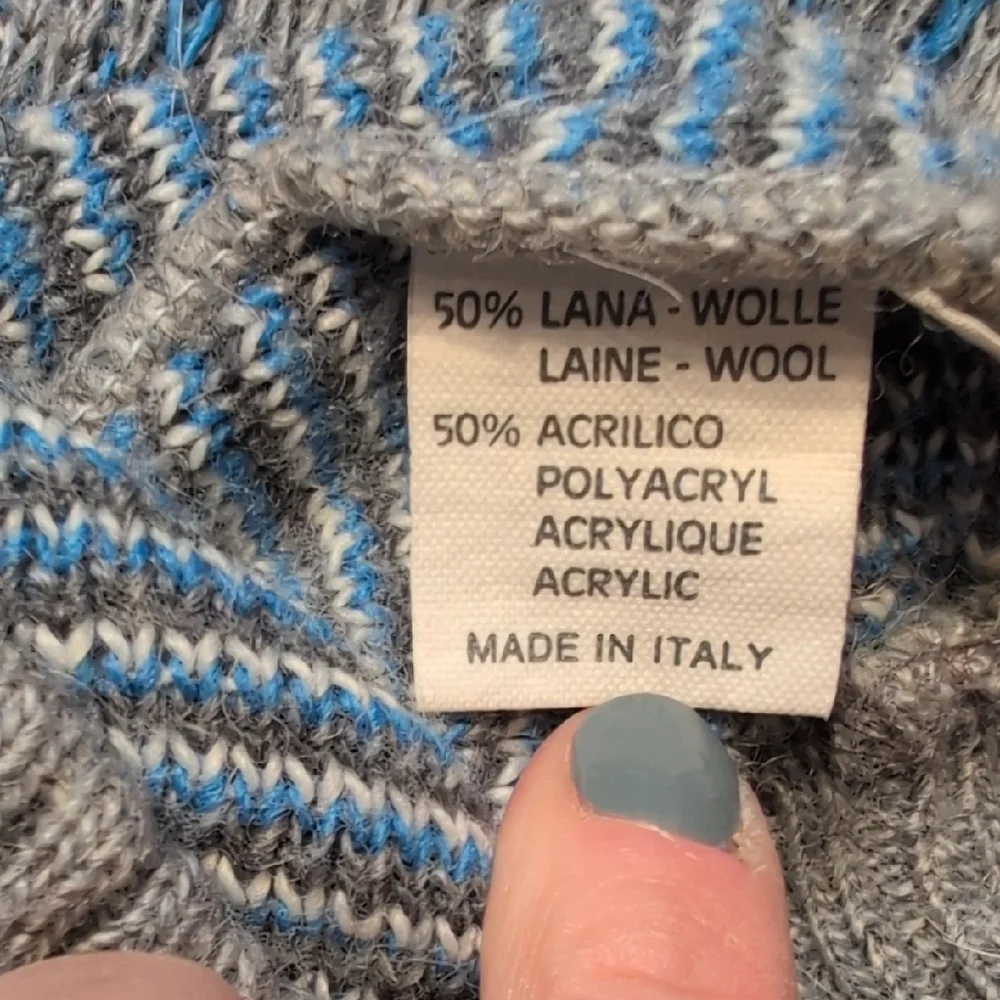 50% LANA - WOLLE
LAINE - WOOL
50% ACRILICO
POLYACRYL
ACRYLIQUE
ACRYLIC
MADE IN ITALY